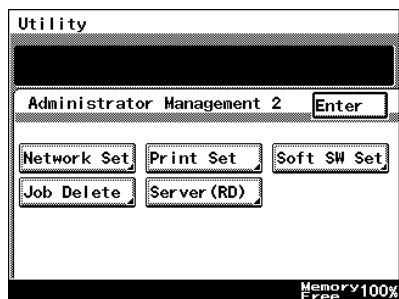 Utility
Administrator Management 2 Enter
Network Set Print Set Soft SW Set
Job Delete Server(RD)
Memory Free 100%